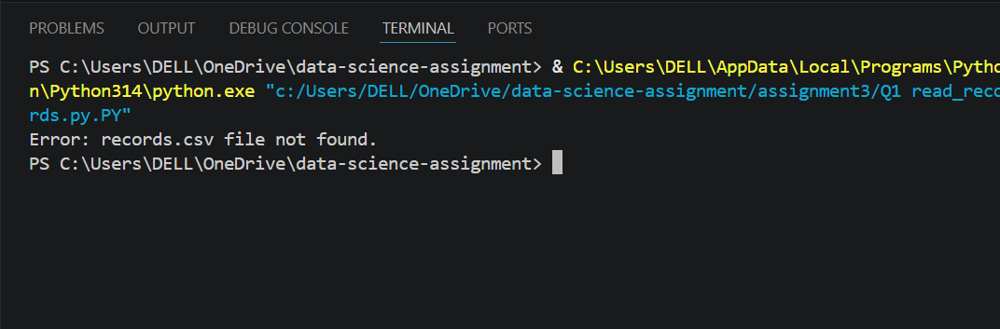 PROBLEMS OUTPUT DEBUG CONSOLE TERMINAL PORTS
PS C:\Users\DELL\OneDrive\data-science-assignment> & C:\Users\DELL\AppData\Local\Programs\Pytho
n\Python314\python.exe "c:/Users/DELL/OneDrive/data-science-assignment/assignment3/Q1 read_reco
rds.py.PY"
Error: records.csv file not found.
PS C:\Users\DELL\OneDrive\data-science-assignment>